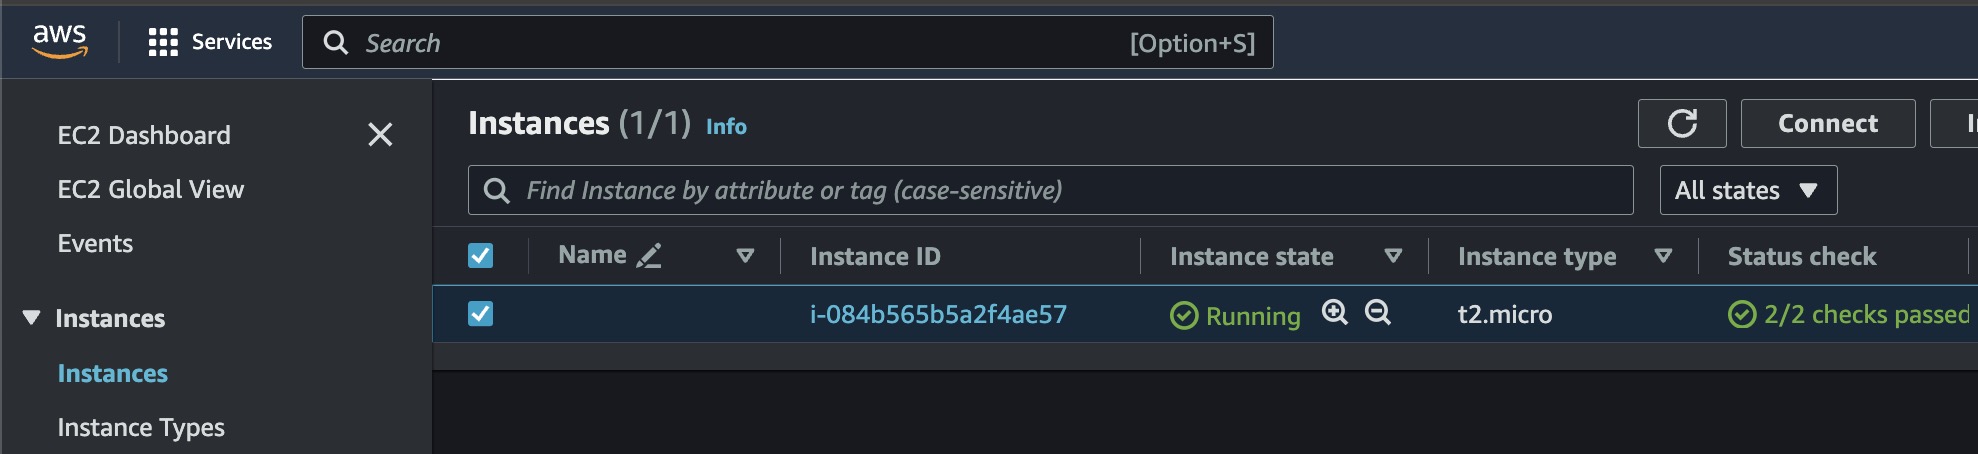 aws
Services
Search
[Option+S]
EC2 Dashboard
EC2 Global View
Events
Instances
Instances
Instance Types
Instances (1/1) Info
Connect
Find Instance by attribute or tag (case-sensitive)
All states
Name
Instance ID
Instance state
Instance type
Status check
i-084b565b5a2f4ae57
Running
t2.micro
2/2 checks passed